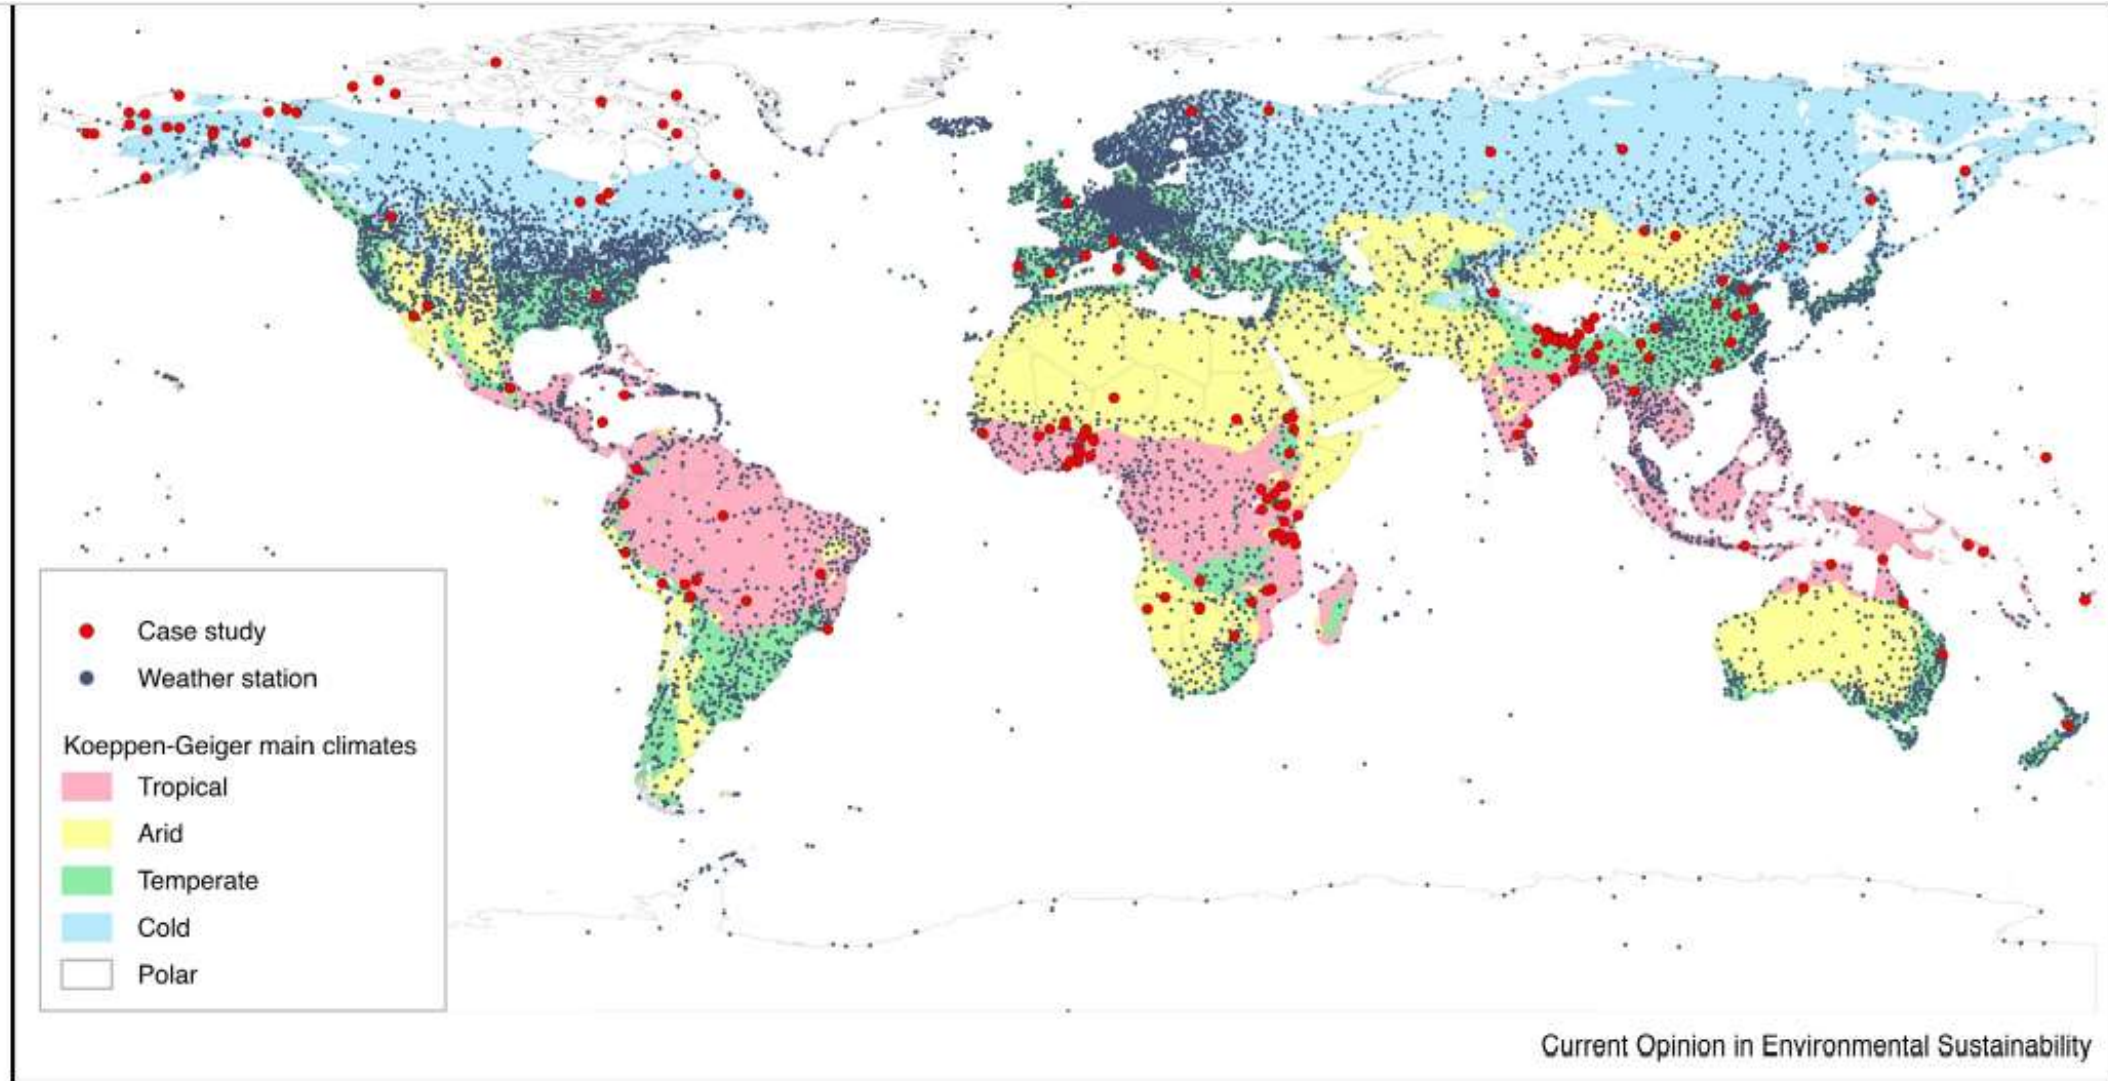 Case study
Weather station
Koeppen-Geiger main climates
Tropical
Arid
Temperate
Cold
Polar
Current Opinion in Environmental Sustainability